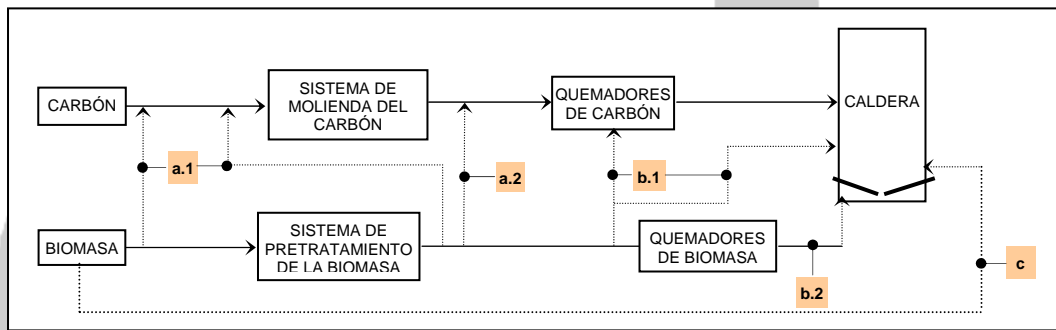 CARBÓN
SISTEMA DE
MOLIENDA DEL
CARBÓN
QUEMADORES
DE CARBÓN
CALDERA
a.1
a.2
b.1
BIOMASA
SISTEMA DE
PRETRATAMIENTO
DE LA BIOMASA
QUEMADORES
DE BIOMASA
b.2
c